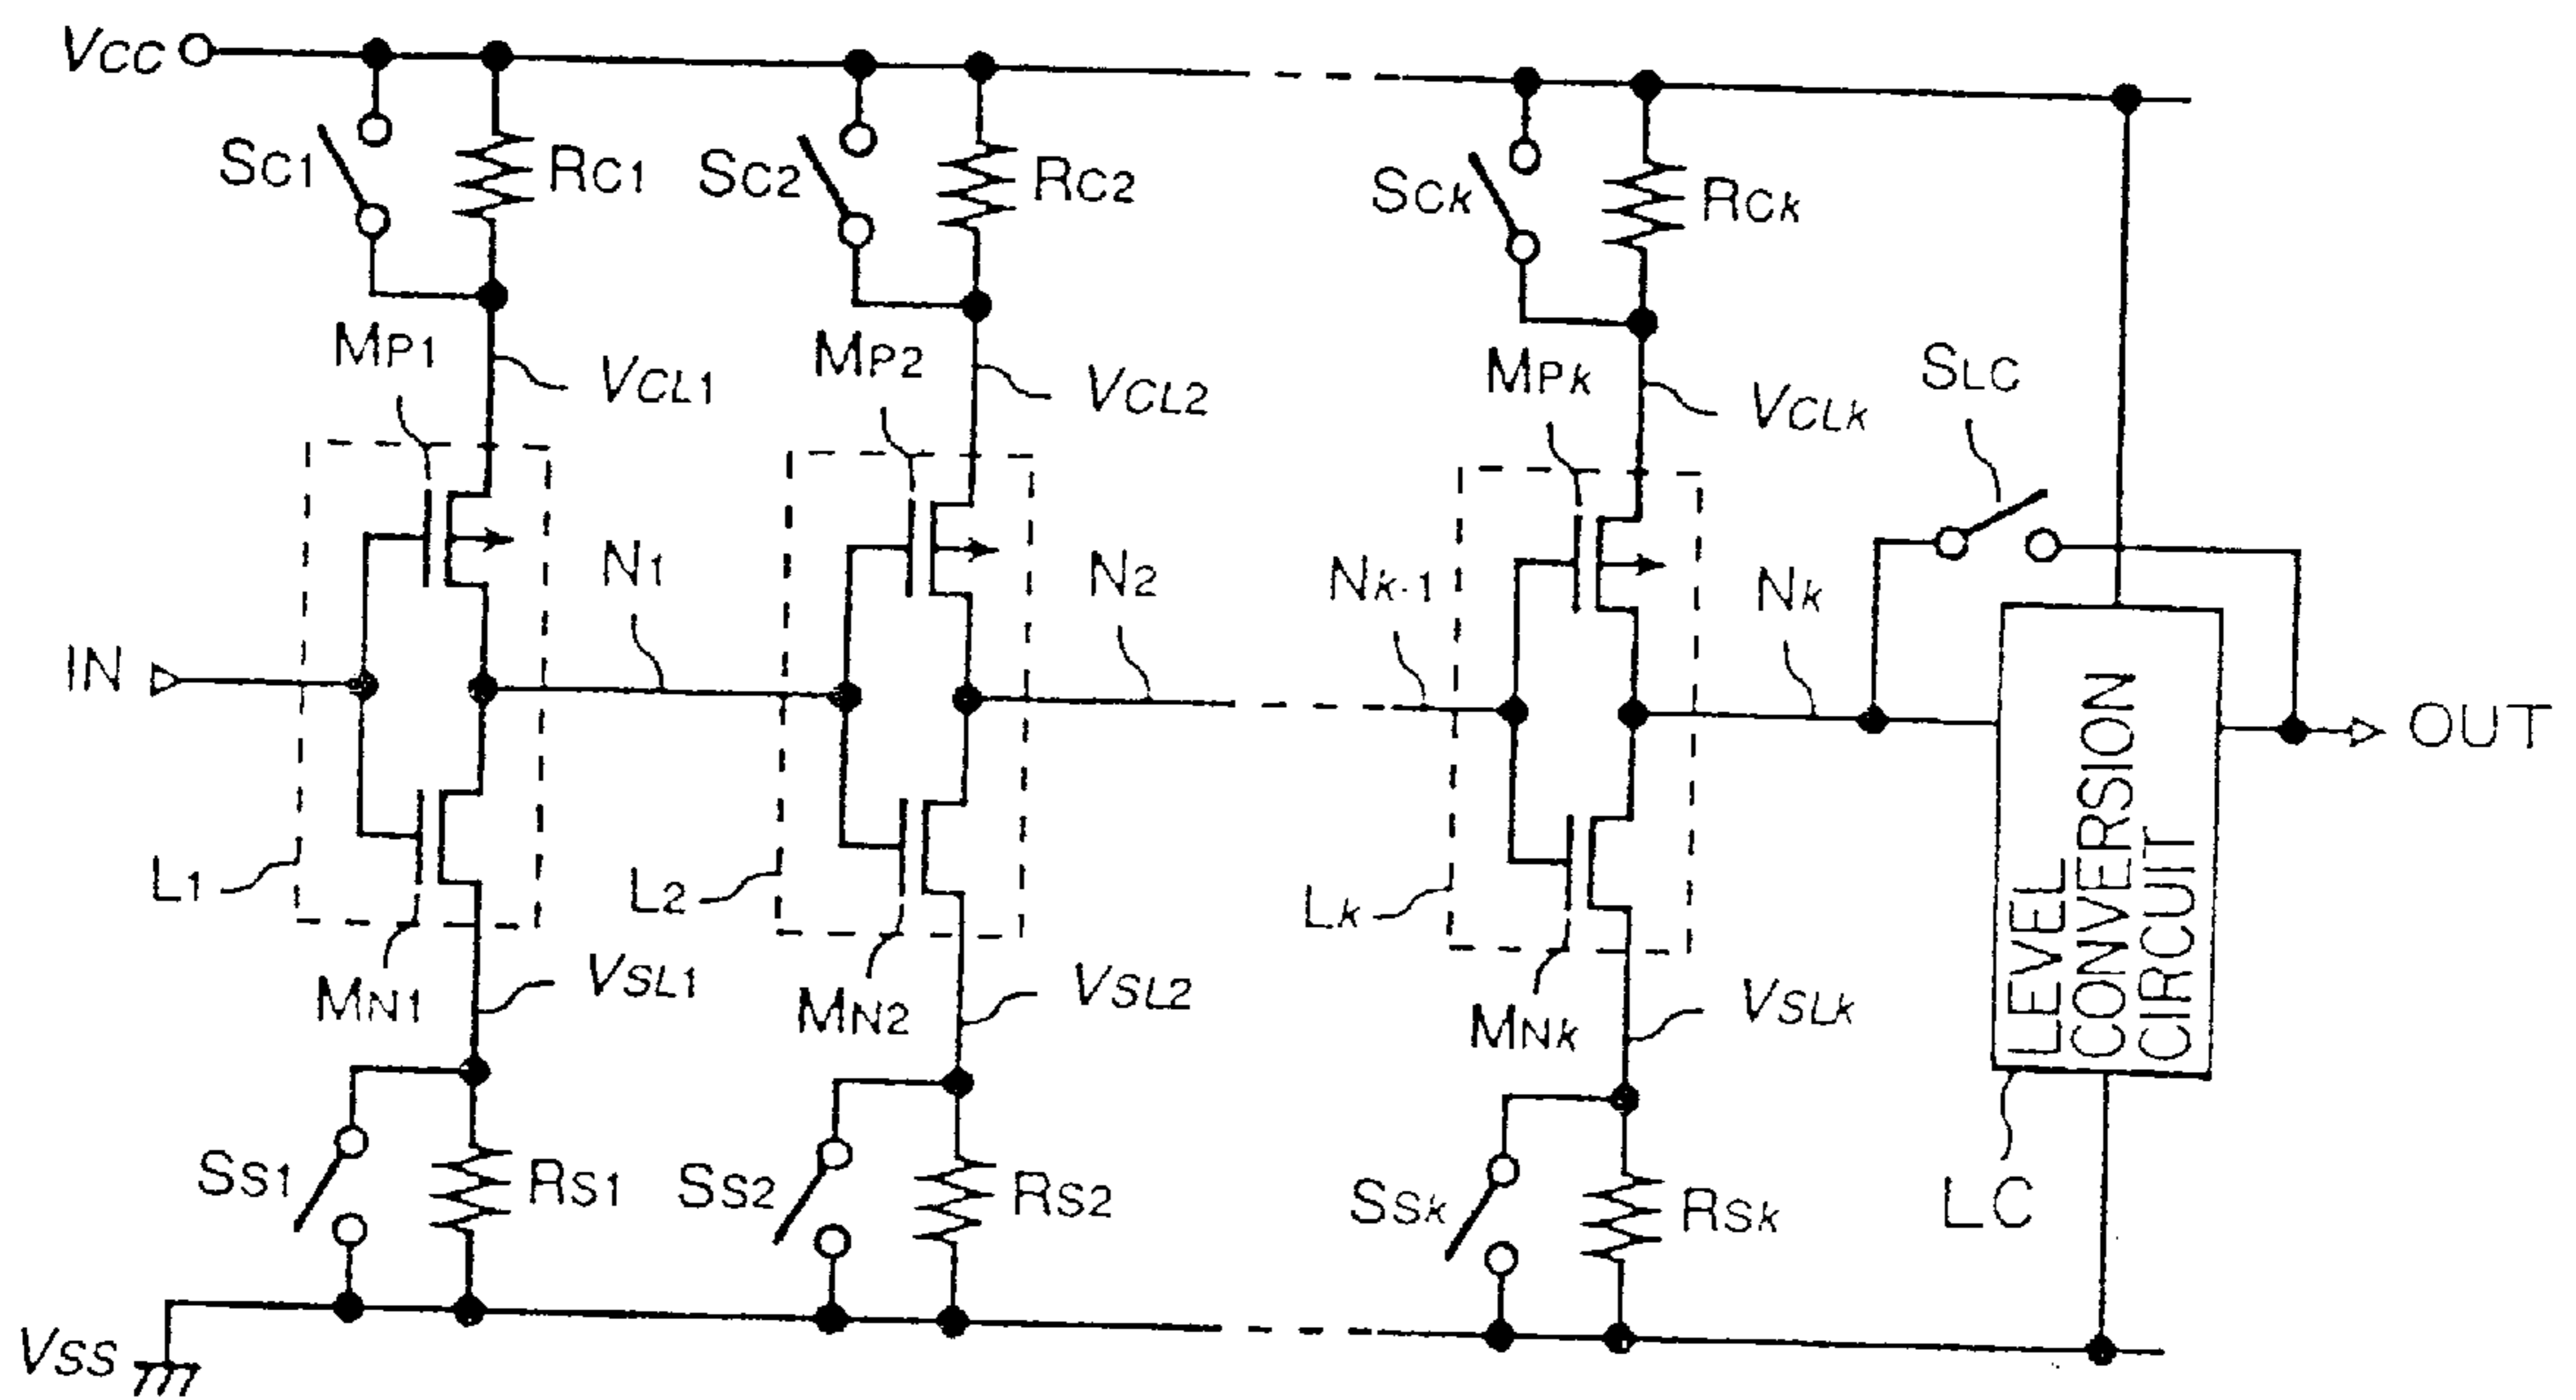 VCC
SC1
RC1
SC2
RC2
SCk
RCk
MP1
VCL1
MP2
VCL2
MPk
VCLk
SLC
IN
N1
N2
Nk-1
Nk
OUT
LEVEL
CONVERSION
CIRCUIT
L1
L2
Lk
MN1
VSL1
MN2
VSL2
MNk
VSLk
SS1
RS1
SS2
RS2
SSk
RSk
LC
VSS